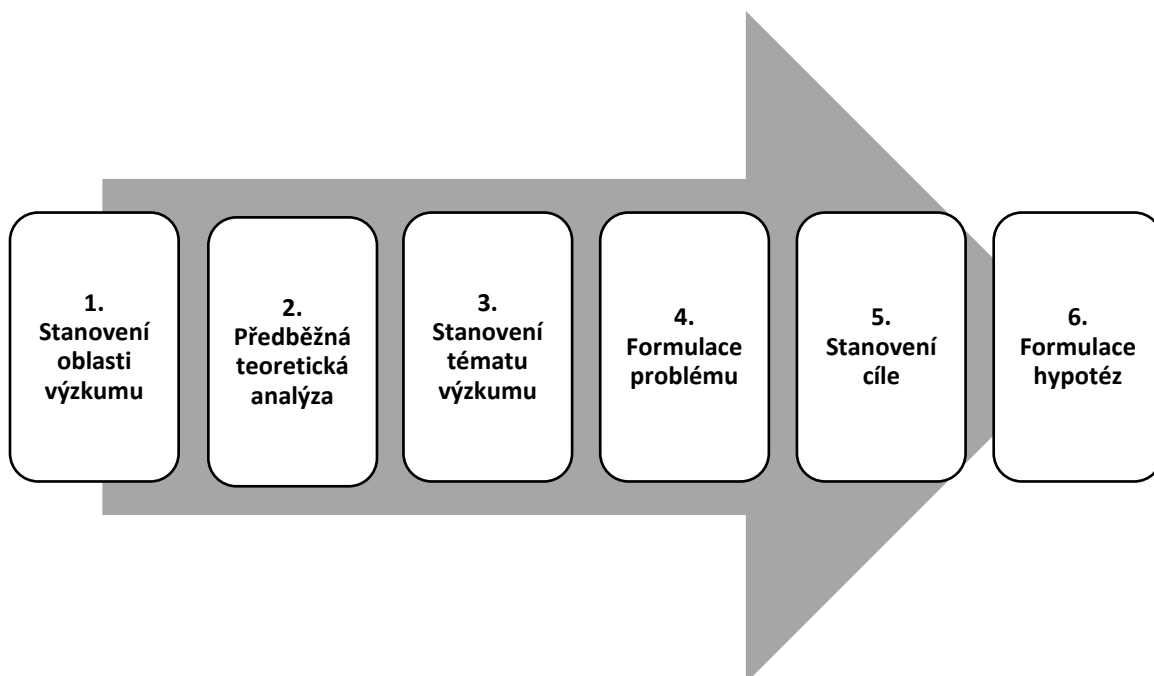 1.
Stanovení
oblasti
výzkumu
2.
Předběžná
teoretická
analýza
3.
Stanovení
tématu
výzkumu
4.
Formulace
problému
5.
Stanovení
cíle
6.
Formulace
hypotéz